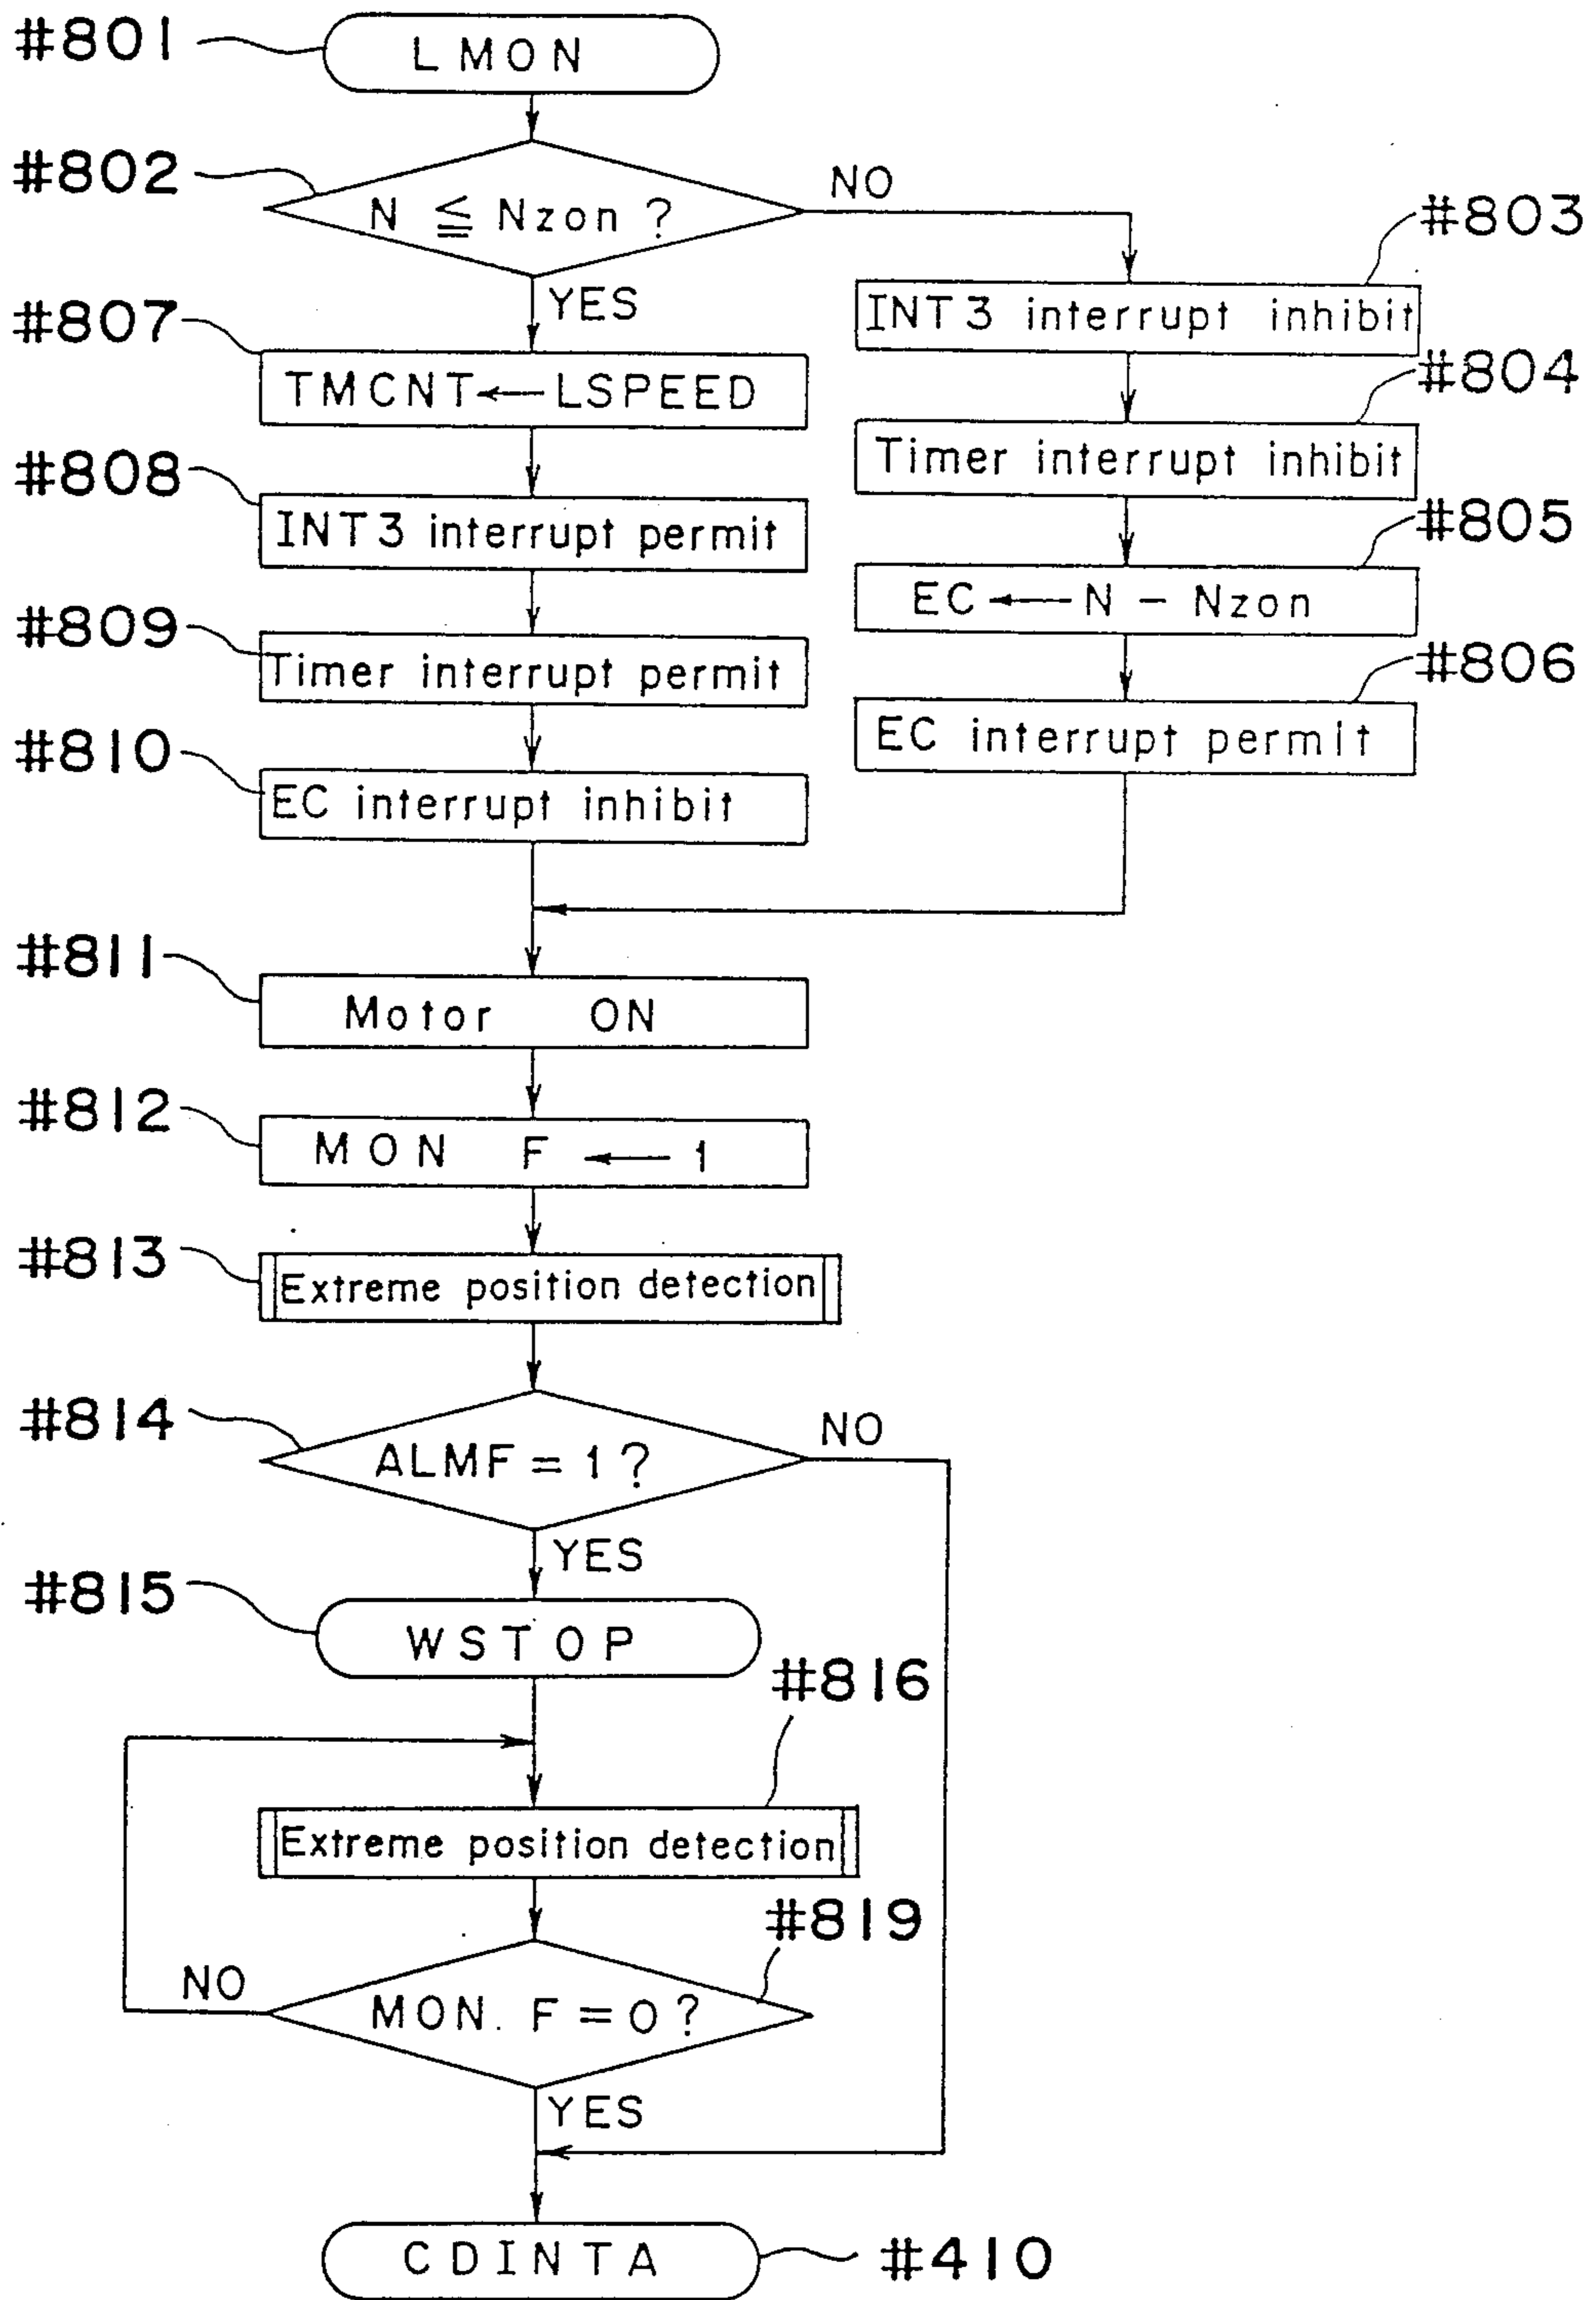 #801
LMON
#802
N ≦ Nzon ?
NO
YES
#803
INT3 interrupt inhibit
#807
TMCNT ← LSPEED
#804
Timer interrupt inhibit
#808
INT3 interrupt permit
#805
EC ← N - Nzon
#809
Timer interrupt permit
#806
EC interrupt permit
#810
EC interrupt inhibit
#811
Motor ON
#812
MON F ← 1
#813
Extreme position detection
#814
ALMF = 1 ?
NO
YES
#815
WSTOP
#816
Extreme position detection
#819
MON. F = 0 ?
NO
YES
CDINTA
#410